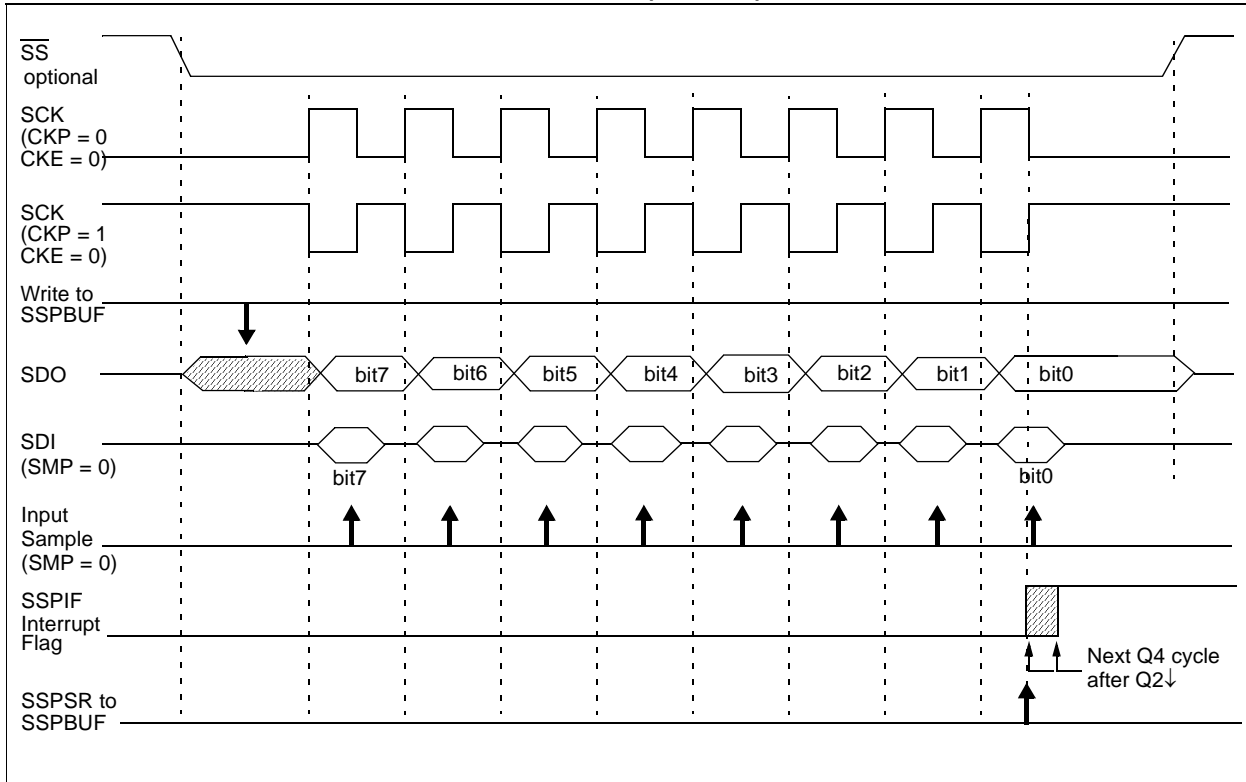 SS
optional
SCK
(CKP = 0
CKE = 0)
SCK
(CKP = 1
CKE = 0)
Write to
SSPBUF
SDO
bit7 bit6 bit5 bit4 bit3 bit2 bit1 bit0
SDI
(SMP = 0)
bit7 bit0
Input
Sample
(SMP = 0)
SSPIF
Interrupt
Flag
Next Q4 cycle
after Q2↓
SSPSR to
SSPBUF